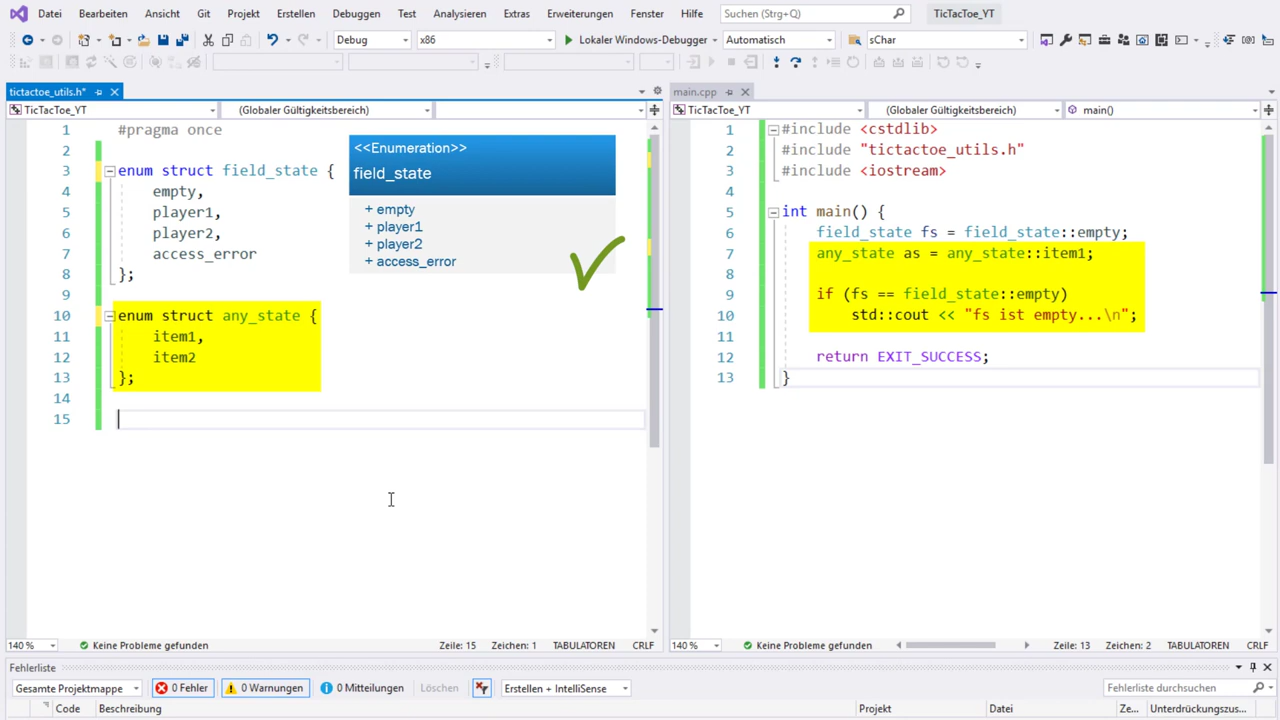 Datei Bearbeiten Ansicht Git Projekt Erstellen Debuggen Test Analysieren Extras Erweiterungen Fenster Hilfe Suchen (Strg+Q) TicTacToe_YT
Debug x86 Lokaler Windows-Debugger Automatisch sChar
tictactoe_utils.h*
TicTacToe_YT (Globaler Gültigkeitsbereich)
1 #pragma once
2
3 enum struct field_state {
4 empty,
5 player1,
6 player2,
7 access_error
8 };
9
10 enum struct any_state {
11 item1,
12 item2
13 };
14
15
<<Enumeration>>
field_state
+ empty
+ player1
+ player2
+ access_error
140 % Keine Probleme gefunden Zeile: 15 Zeichen: 1 TABULATOREN CRLF
main.cpp
TicTacToe_YT (Globaler Gültigkeitsbereich) main()
1 #include <cstdlib>
2 #include "tictactoe_utils.h"
3 #include <iostream>
4
5 int main() {
6 field_state fs = field_state::empty;
7 any_state as = any_state::item1;
8
9 if (fs == field_state::empty)
10 std::cout << "fs ist empty...\n";
11
12 return EXIT_SUCCESS;
13 }
140 % Keine Probleme gefunden Zeile: 13 Zeichen: 2 TABULATOREN CRLF
Fehlerliste
Gesamte Projektmappe 0 Fehler 0 Warnungen 0 Mitteilungen Löschen Erstellen + IntelliSense Fehlerliste durchsuchen
Code Beschreibung Projekt Datei Ze... Unterdrückungszus...